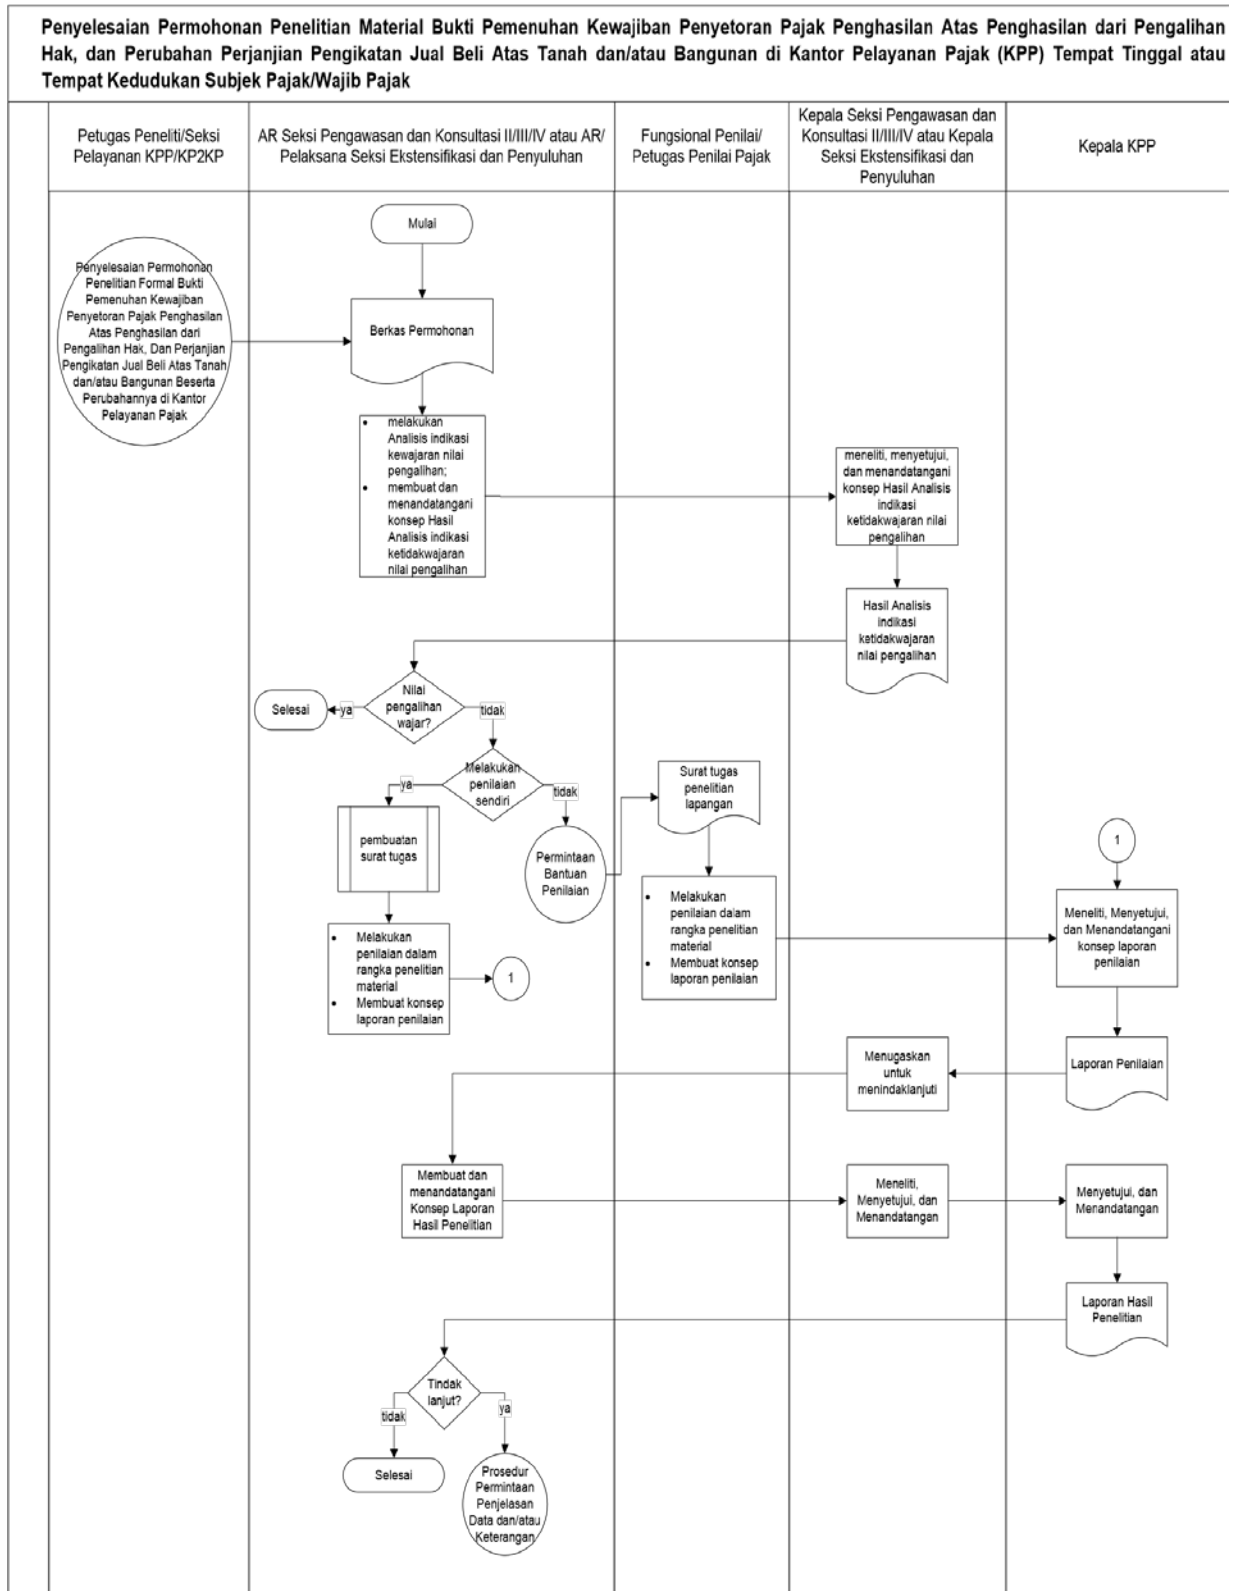 Penyelesaian Permohonan Penelitian Material Bukti Pemenuhan Kewajiban Penyetoran Pajak Penghasilan Atas Penghasilan dari Pengalihan
Hak, dan Perubahan Perjanjian Pengikatan Jual Beli Atas Tanah dan/atau Bangunan di Kantor Pelayanan Pajak (KPP) Tempat Tinggal atau
Tempat Kedudukan Subjek Pajak/Wajib Pajak
Petugas Peneliti/Seksi
Pelayanan KPP/KP2KP
AR Seksi Pengawasan dan Konsultasi II/III/IV atau AR/
Pelaksana Seksi Ekstensifikasi dan Penyuluhan
Fungsional Penilai/
Petugas Penilai Pajak
Kepala Seksi Pengawasan dan
Konsultasi II/III/IV atau Kepala
Seksi Ekstensifikasi dan
Penyuluhan
Kepala KPP
Mulai
Penyelesaian Permohonan
Penelitian Formal Bukti
Pemenuhan Kewajiban
Penyetoran Pajak Penghasilan
Atas Penghasilan dari
Pengalihan Hak, Dan Perjanjian
Pengikatan Jual Beli Atas Tanah
dan/atau Bangunan Beserta
Perubahannya di Kantor
Pelayanan Pajak
Berkas Permohonan
• melakukan
Analisis indikasi
kewajaran nilai
pengalihan;
• membuat dan
menandatangani
konsep Hasil
Analisis indikasi
ketidakwajaran
nilai pengalihan
meneliti, menyetujui,
dan menandatangani
konsep Hasil Analisis
indikasi
ketidakwajaran nilai
pengalihan
Hasil Analisis
indikasi
ketidakwajaran
nilai pengalihan
Nilai
pengalihan
wajar?
ya
Selesai
tidak
Melakukan
penilaian
sendiri
ya
tidak
pembuatan
surat tugas
Permintaan
Bantuan
Penilaian
Surat tugas
penelitian
lapangan
• Melakukan
penilaian dalam
rangka penelitian
material
• Membuat konsep
laporan penilaian
1
• Melakukan
penilaian dalam
rangka penelitian
material
• Membuat konsep
laporan penilaian
1
Meneliti, Menyetujui,
dan Menandatangani
konsep laporan
penilaian
Laporan Penilaian
Menugaskan
untuk
menindaklanjuti
Membuat dan
menandatangani
Konsep Laporan
Hasil Penelitian
Meneliti,
Menyetujui, dan
Menandatangan
Menyetujui, dan
Menandatangan
Laporan Hasil
Penelitian
Tindak
lanjut?
tidak
ya
Selesai
Prosedur
Permintaan
Penjelasan
Data dan/atau
Keterangan